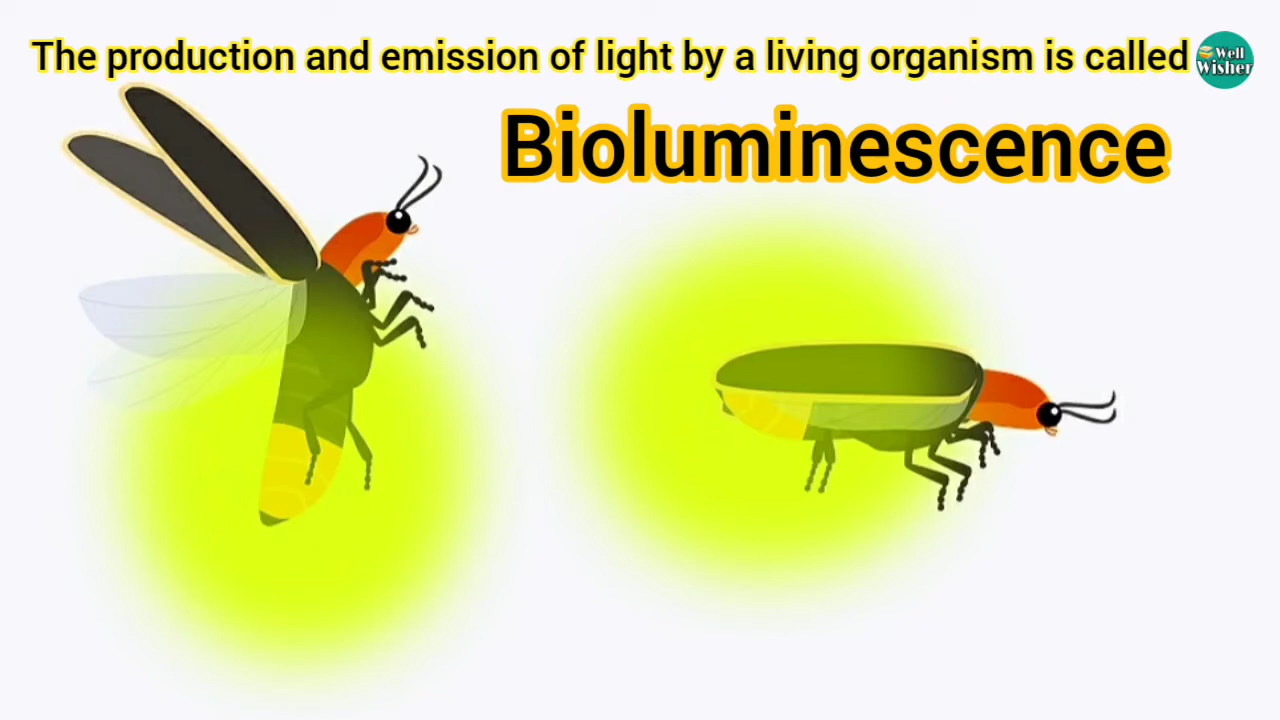 The production and emission of light by a living organism is called
Well
Wisher
Bioluminescence